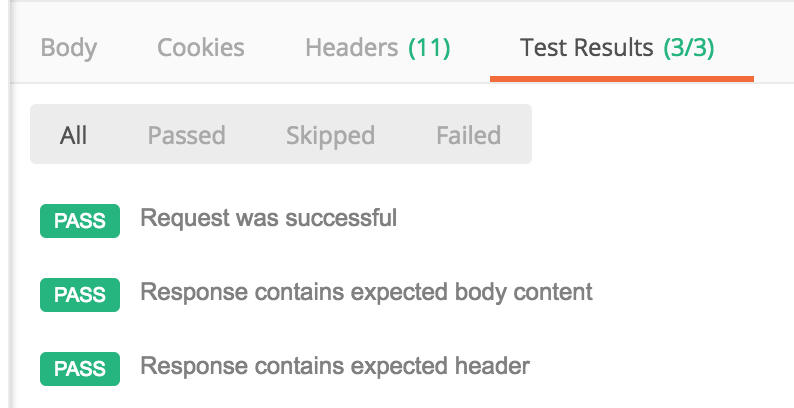 Body Cookies Headers (11) Test Results (3/3)
All Passed Skipped Failed
PASS Request was successful
PASS Response contains expected body content
PASS Response contains expected header